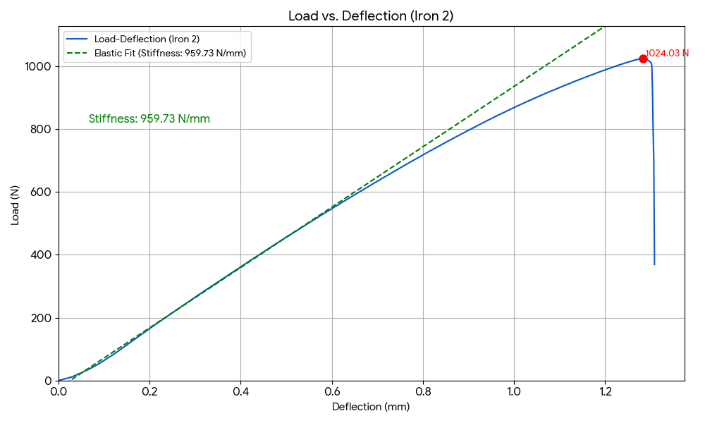 Load vs. Deflection (Iron 2)
Load-Deflection (Iron 2)
Elastic Fit (Stiffness: 959.73 N/mm)
1024.03 N
Stiffness: 959.73 N/mm
Load (N)
1000
800
600
400
200
0
0.0 0.2 0.4 0.6 0.8 1.0 1.2
Deflection (mm)